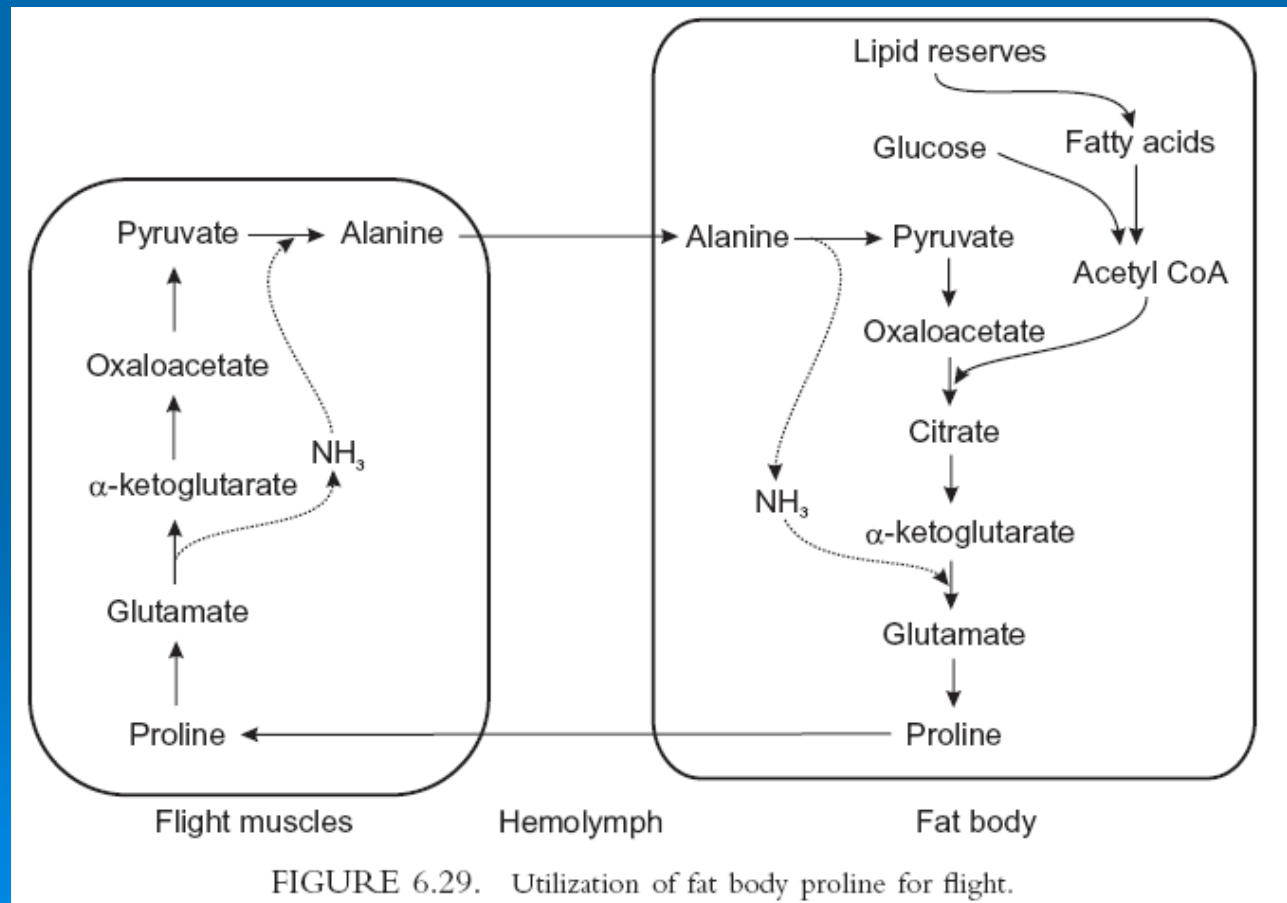 Lipid reserves
Glucose
Fatty acids
Pyruvate
Alanine
Alanine
Pyruvate
Acetyl CoA
Oxaloacetate
Oxaloacetate
Citrate
NH₃
α-ketoglutarate
NH₃
α-ketoglutarate
Glutamate
Glutamate
Proline
Proline
Flight muscles
Hemolymph
Fat body
FIGURE 6.29. Utilization of fat body proline for flight.